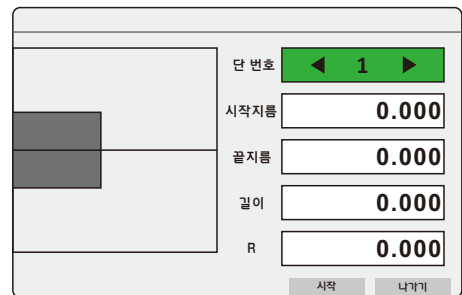 단 번호 ◀ 1 ▶
시작지름 0.000
끝지름 0.000
길이 0.000
R 0.000
시작 나가기